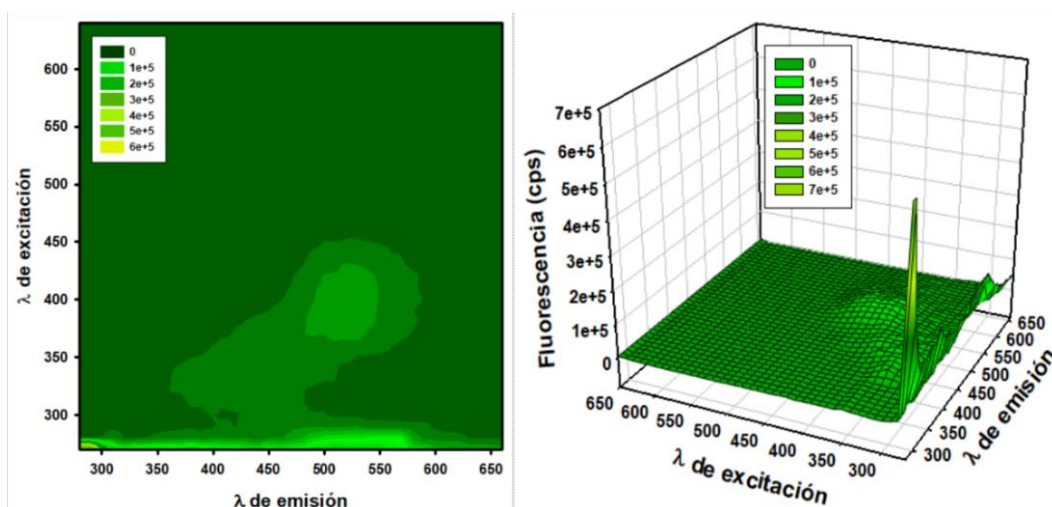 0
1e+5
2e+5
3e+5
4e+5
5e+5
6e+5
600
550
500
450
400
350
300
λ de excitación
300 350 400 450 500 550 600 650
λ de emisión
0
1e+5
2e+5
3e+5
4e+5
5e+5
6e+5
7e+5
7e+5
6e+5
5e+5
4e+5
3e+5
2e+5
1e+5
0
Fluorescencia (cps)
650 600 550 500 450 400 350 300
λ de excitación
650
600
550
500
450
400
350
300
λ de emisión